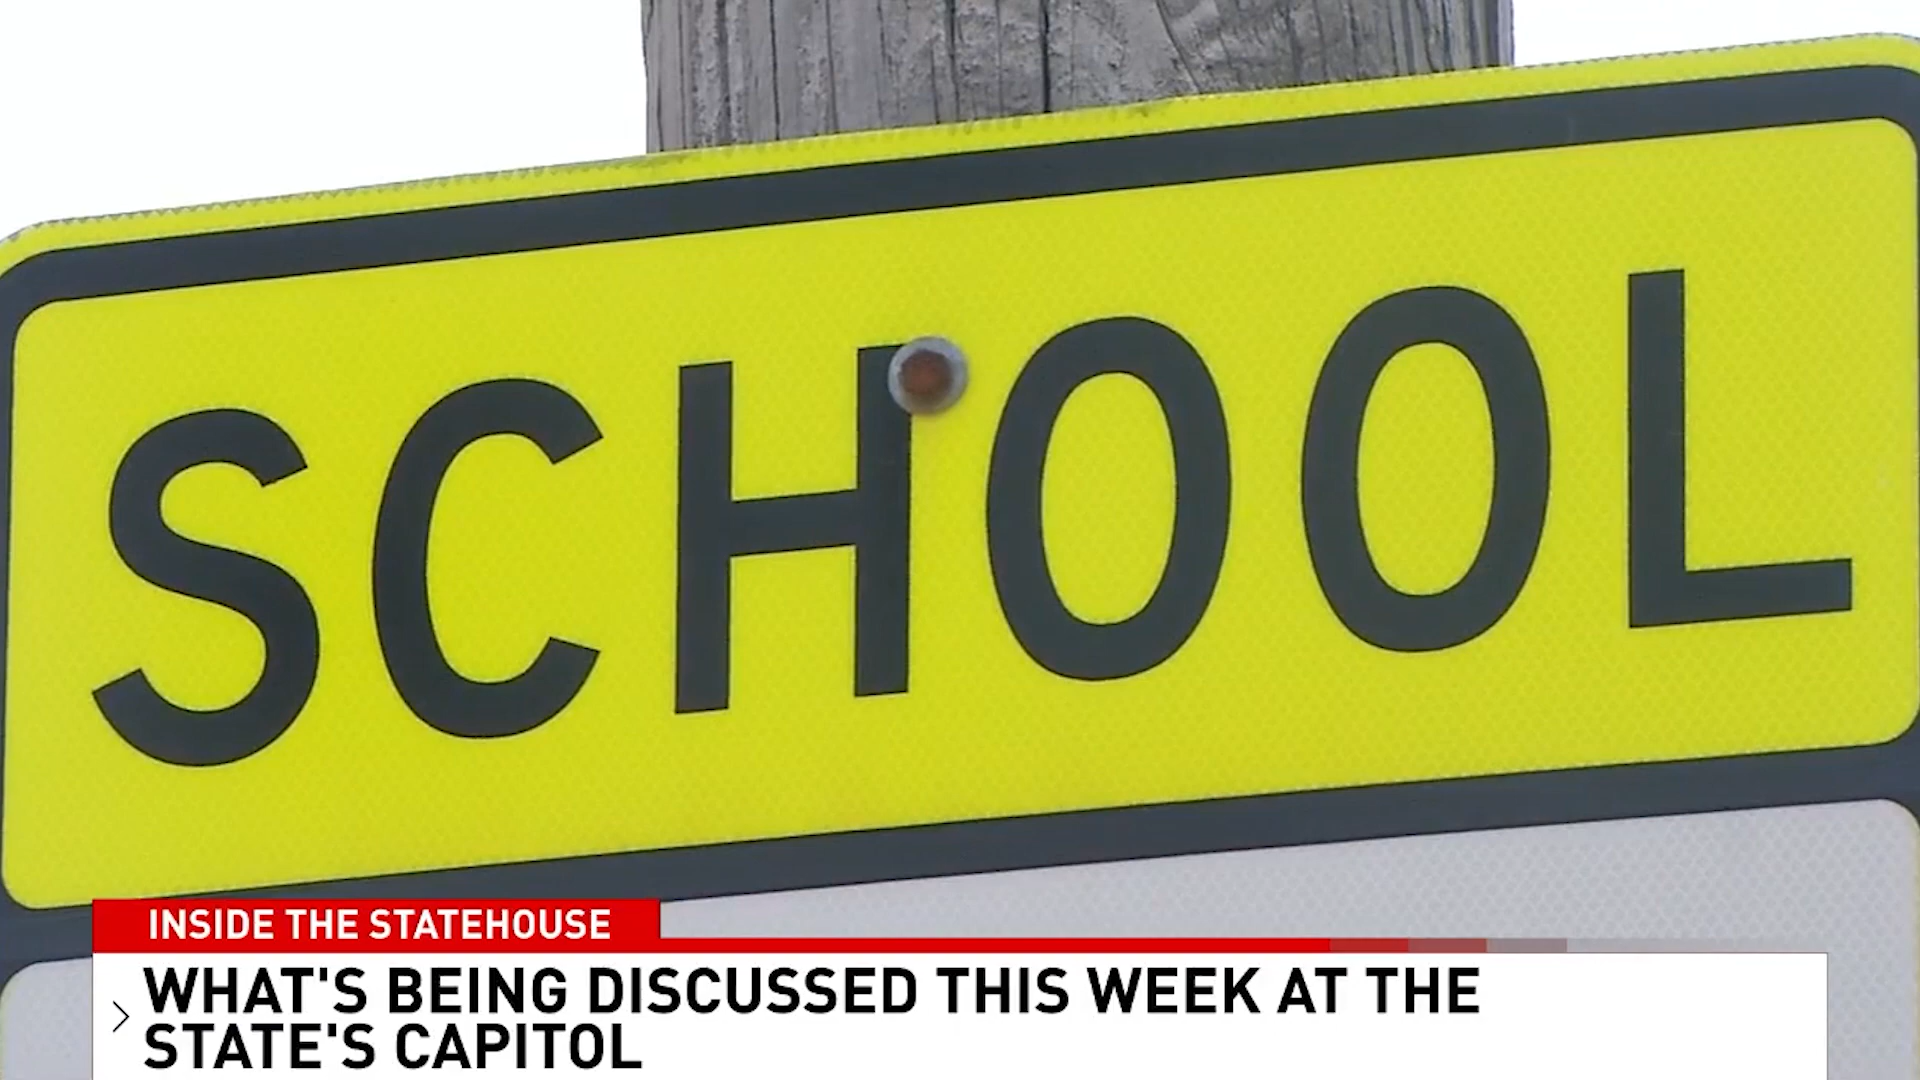 SCHOOL
INSIDE THE STATEHOUSE
WHAT'S BEING DISCUSSED THIS WEEK AT THE
STATE'S CAPITOL